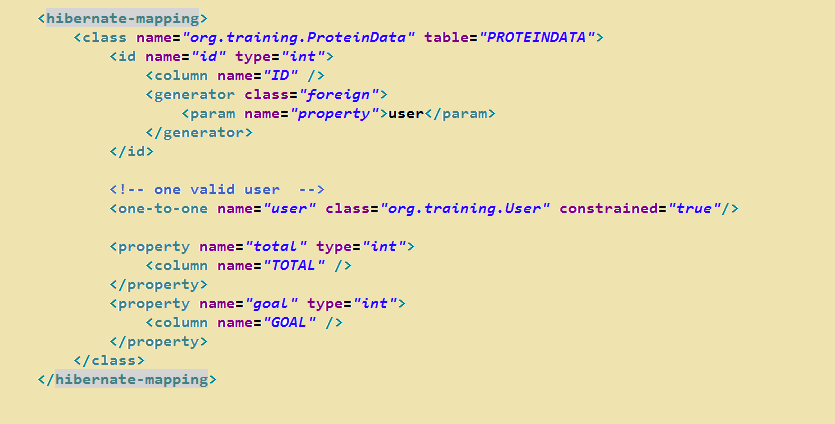 <hibernate-mapping>
<class name="org.training.ProteinData" table="PROTEINDATA">
<id name="id" type="int">
<column name="ID" />
<generator class="foreign">
<param name="property">user</param>
</generator>
</id>
<!-- one valid user  -->
<one-to-one name="user" class="org.training.User" constrained="true"/>
<property name="total" type="int">
<column name="TOTAL" />
</property>
<property name="goal" type="int">
<column name="GOAL" />
</property>
</class>
</hibernate-mapping>